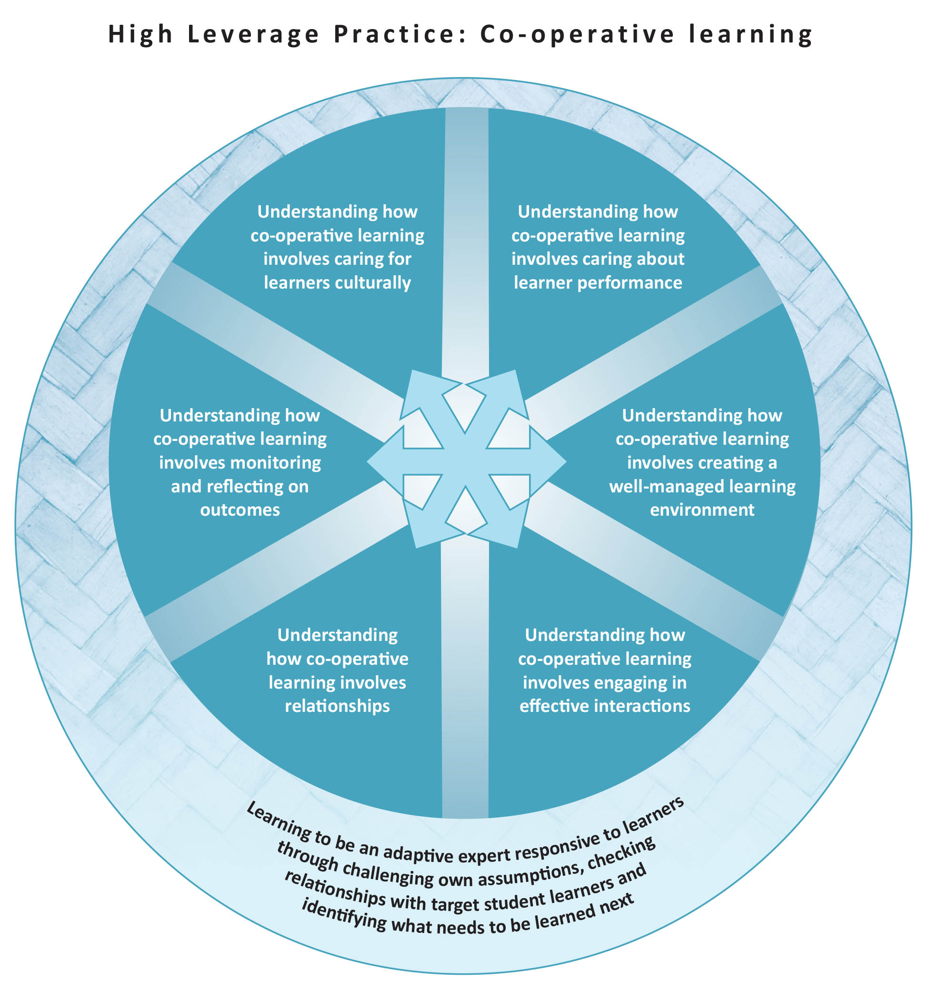 High Leverage Practice: Co-operative learning
Understanding how
co-operative learning
involves caring for
learners culturally
Understanding how
co-operative learning
involves caring about
learner performance
Understanding how
co-operative learning
involves monitoring
and reflecting on
outcomes
Understanding how
co-operative learning
involves creating a
well-managed learning
environment
Understanding
how co-operative
learning involves
relationships
Understanding how
co-operative learning
involves engaging in
effective interactions
Learning to be an adaptive expert responsive to learners
through challenging own assumptions, checking
relationships with target student learners and
identifying what needs to be learned next